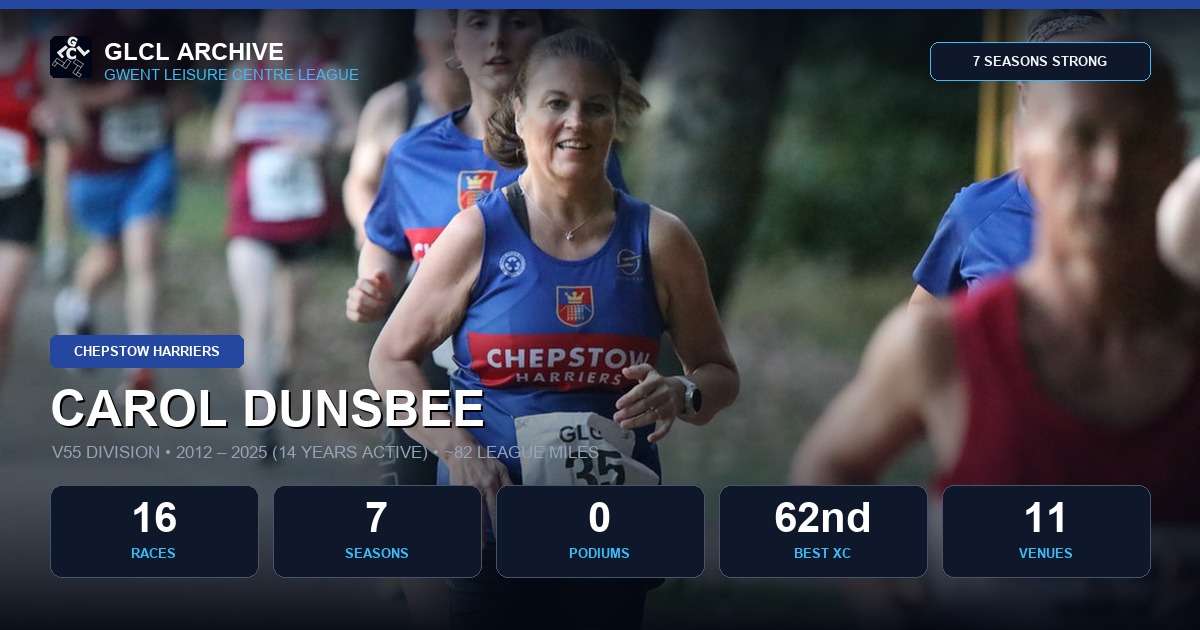 GLCL ARCHIVE
GWENT LEISURE CENTRE LEAGUE
7 SEASONS STRONG
CHEPSTOW
HARRIERS
CHEPSTOW HARRIERS
CAROL DUNSBEE
GLC
V55 DIVISION • 2012 – 2025 (14 YEARS ACTIVE) • ~82 LEAGUE MILES
35
16
RACES
7
SEASONS
0
PODIUMS
62nd
BEST XC
11
VENUES